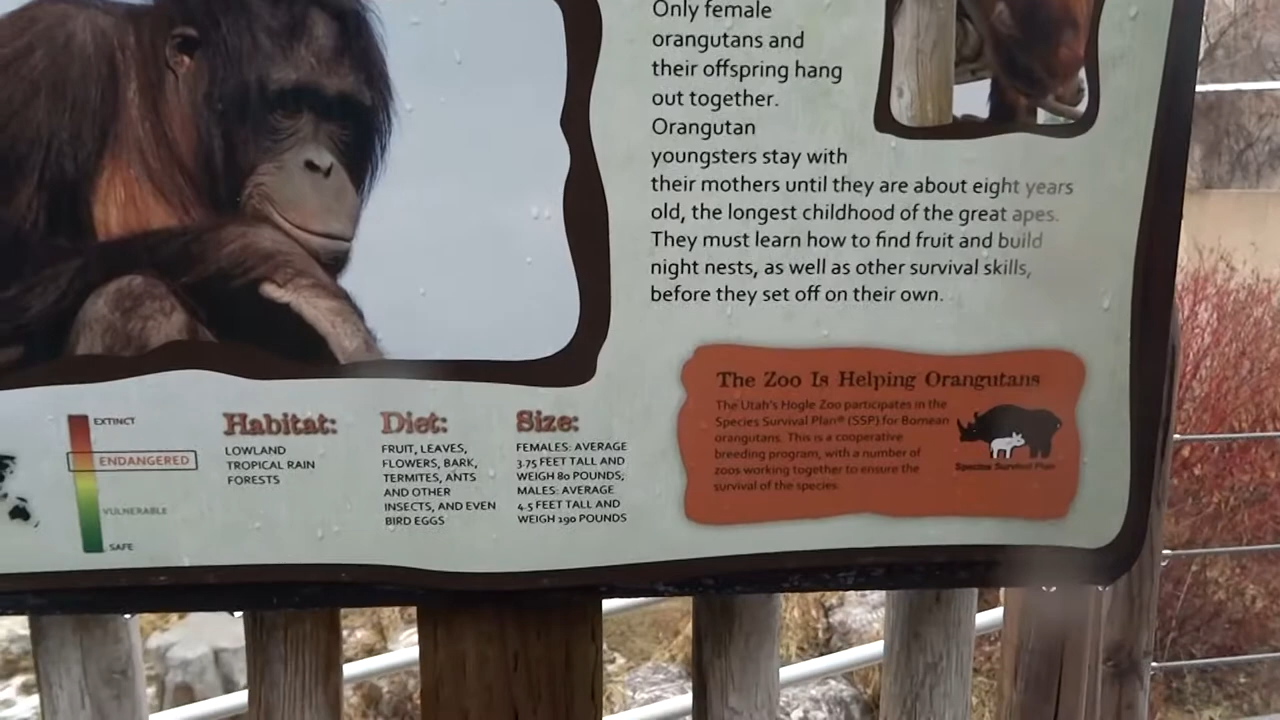 Only female
orangutans and
their offspring hang
out together.
Orangutan
youngsters stay with
their mothers until they are about eight years
old, the longest childhood of the great apes.
They must learn how to find fruit and build
night nests, as well as other survival skills,
before they set off on their own.
EXTINCT
ENDANGERED
VULNERABLE
SAFE
Habitat:
LOWLAND
TROPICAL RAIN
FORESTS
Diet:
FRUIT, LEAVES,
FLOWERS, BARK,
TERMITES, ANTS
AND OTHER
INSECTS, AND EVEN
BIRD EGGS
Size:
FEMALES: AVERAGE
3.75 FEET TALL AND
WEIGH 80 POUNDS;
MALES: AVERAGE
4.5 FEET TALL AND
WEIGH 190 POUNDS
The Zoo Is Helping Orangutans
The Utah's Hogle Zoo participates in the
Species Survival Plan® (SSP) for Bornean
orangutans. This is a cooperative
breeding program, with a number of
zoos working together to ensure the
survival of the species.
Species Survival Plan